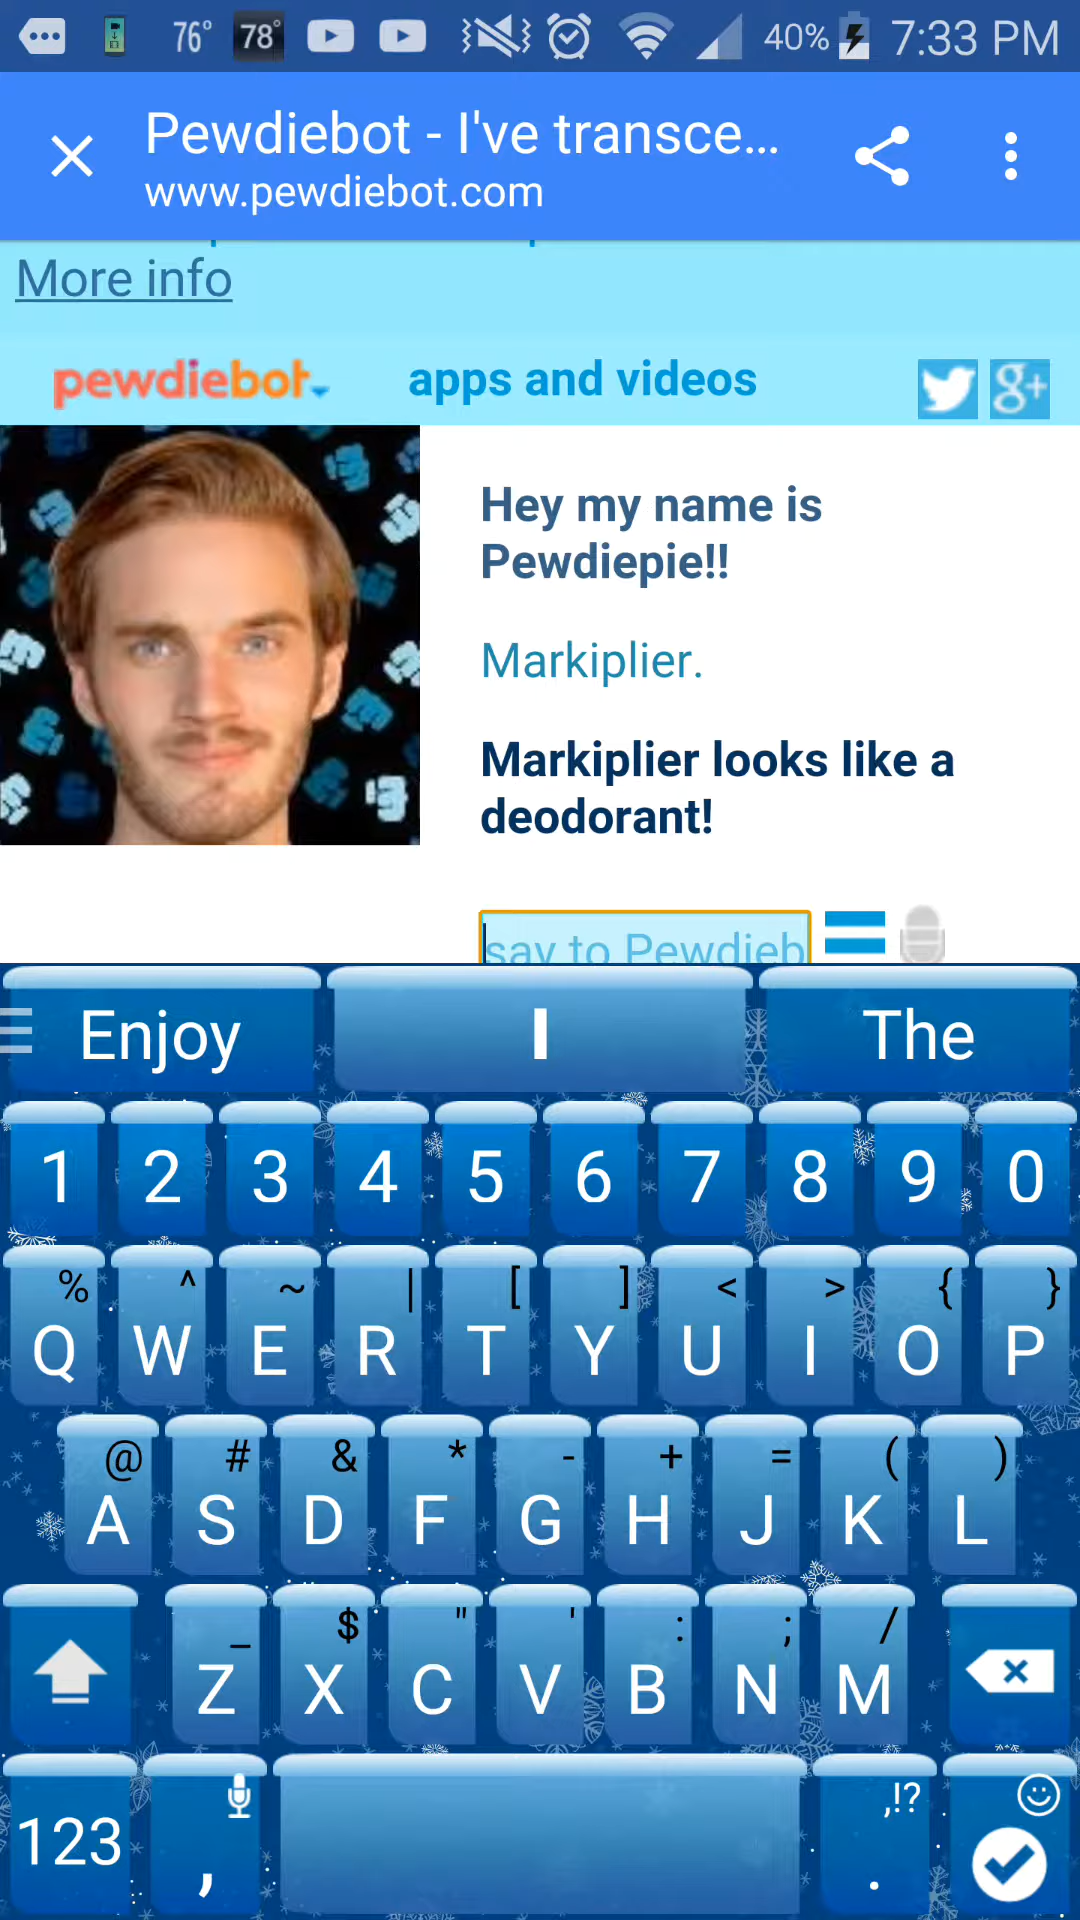 76° 78° 40% 7:33 PM
Pewdiebot - I've transce...
www.pewdiebot.com
More info
pewdiebot
apps and videos
g+
Hey my name is
Pewdiepie!!
Markiplier.
Markiplier looks like a
deodorant!
say to Pewdieb
Enjoy I The
1 2 3 4 5 6 7 8 9 0
% ^ ~ | [ ] < > { }
Q W E R T Y U I O P
@ # & * - + = ( )
A S D F G H J K L
_ $ " ' : ; /
Z X C V B N M
,!?
123 , .